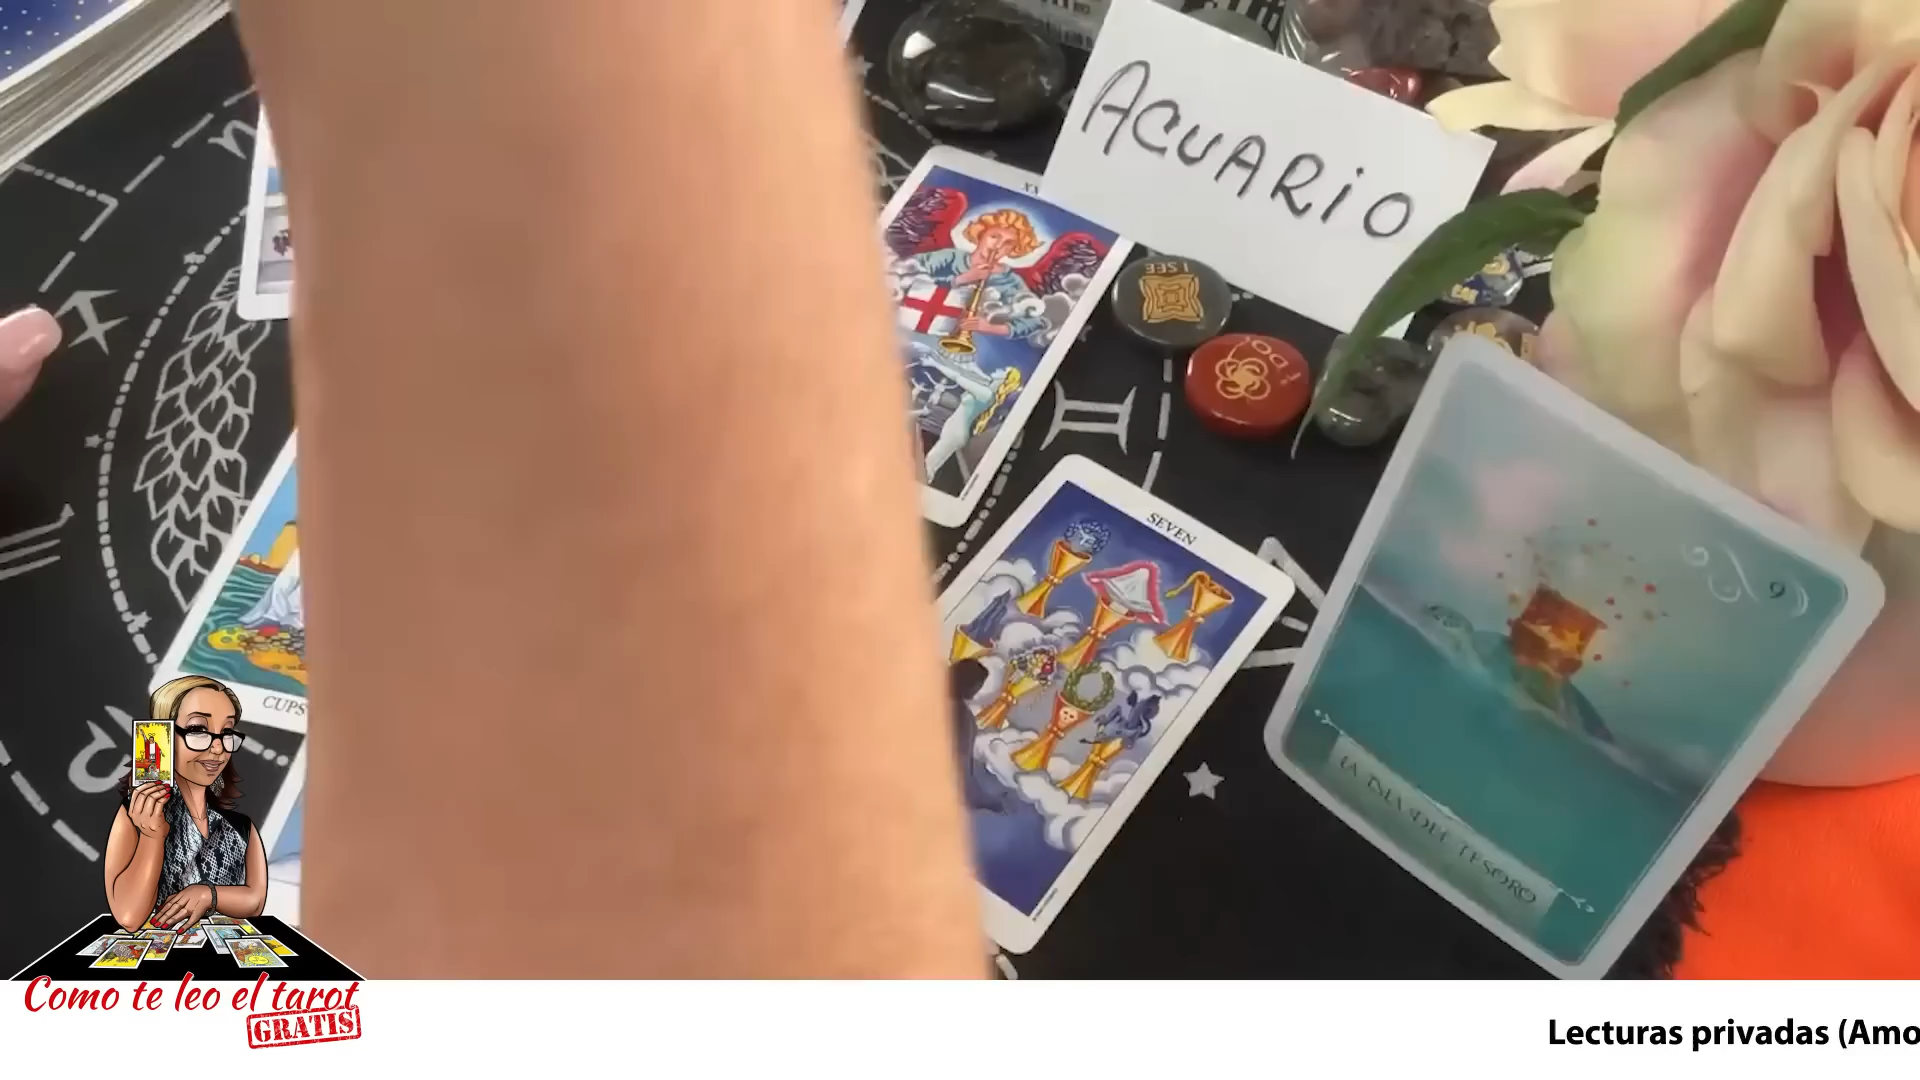 ACUARiO
I SEE
I DO
SEVEN
9
LA ISLA DEL TESORO
CUPS
Como te leo el tarot
GRATIS
Lecturas privadas (Amo